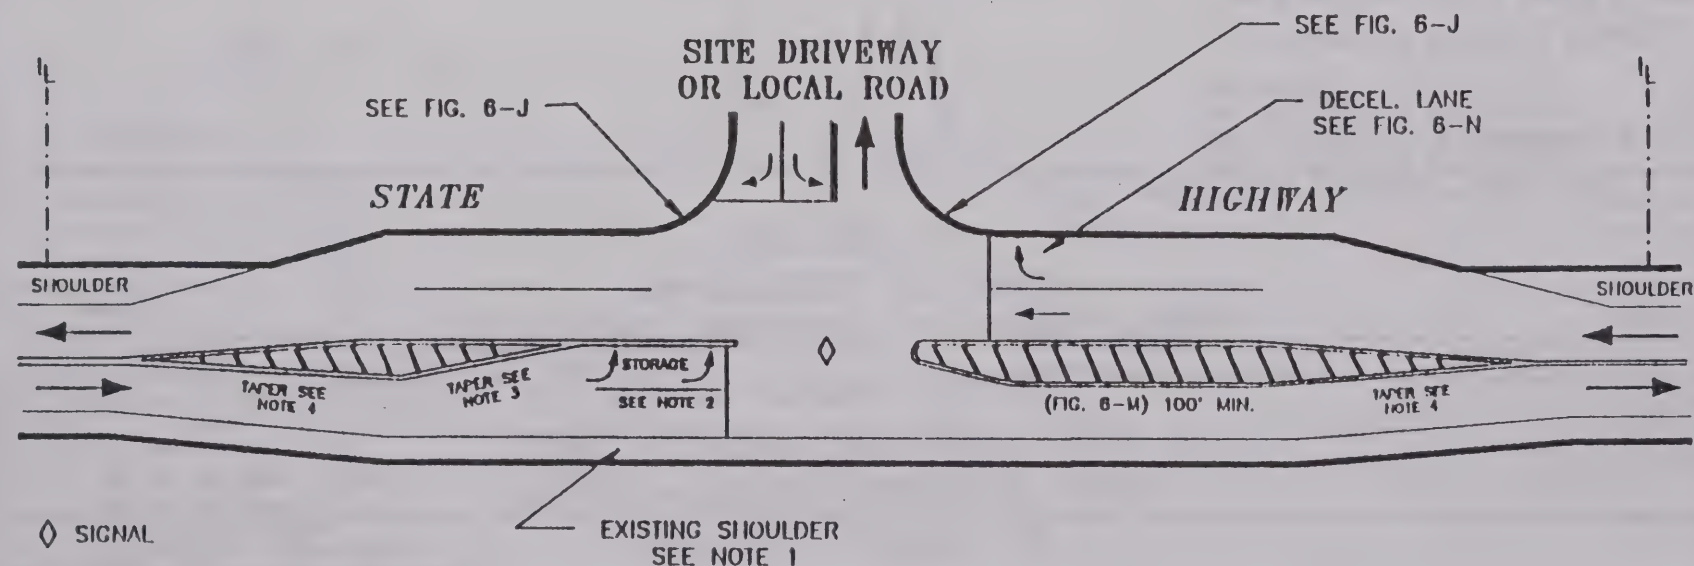 SEE FIG. 6-J
SITE DRIVEWAY
OR LOCAL ROAD
SEE FIG. 6-J
DECEL. LANE
SEE FIG. 6-N
STATE
HIGHWAY
SHOULDER
SHOULDER
STORAGE
TAPER SEE
NOTE 4
TAPER SEE
NOTE 3
SEE NOTE 2
(FIG. 6-M) 100' MIN.
TAPER SEE
NOTE 4
SIGNAL
EXISTING SHOULDER
SEE NOTE 1